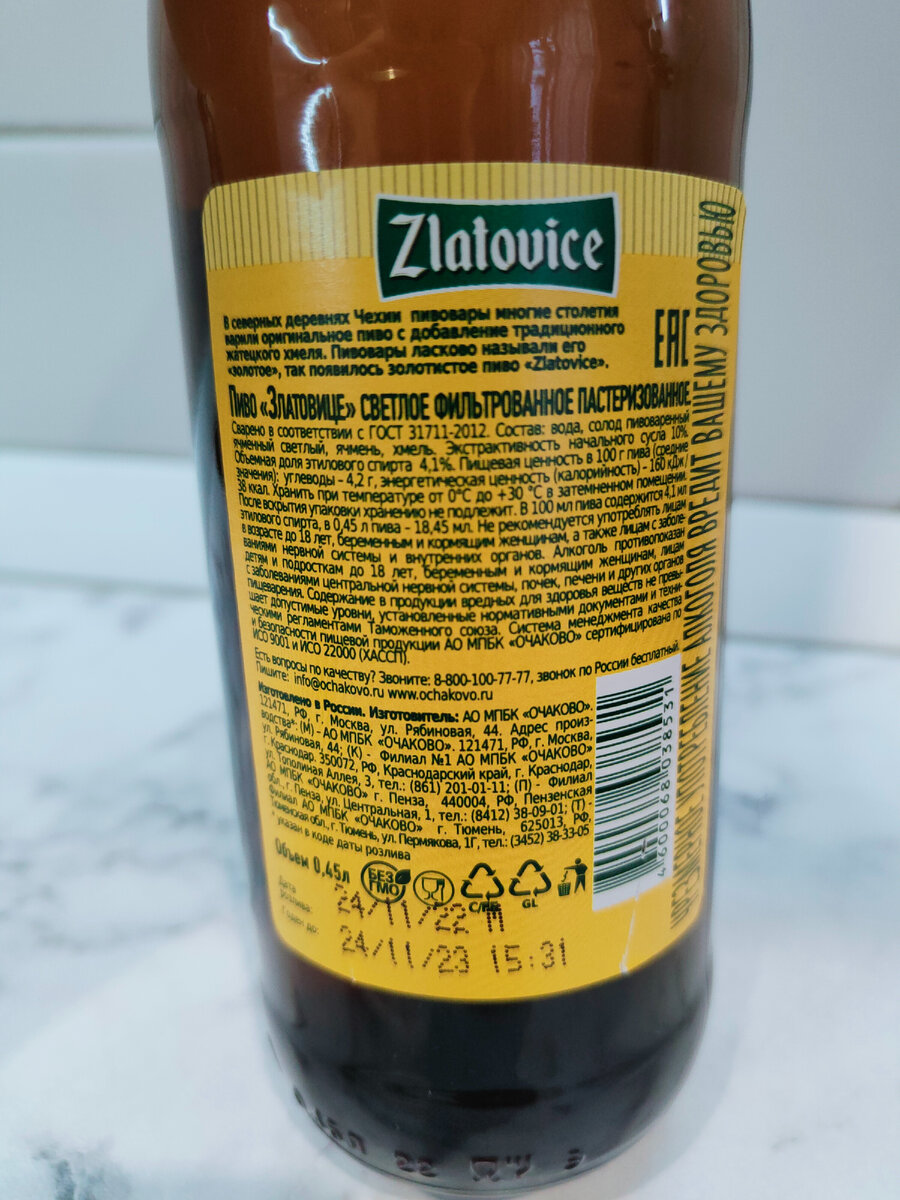 Zlatovice
В северных деревнях Чехии пивовары многие столетия
варили оригинальное пиво с добавление традиционного
жатецкого хмеля. Пивовары ласково называли его
«золотое», так появилось золотистое пиво «Zlatovice».
ЕАС
Пиво «ЗЛАТОВИЦЕ» СВЕТЛОЕ ФИЛЬТРОВАННОЕ ПАСТЕРИЗОВАННОЕ.
Сварено в соответствии с ГОСТ 31711-2012. Состав: вода, солод пивоваренный
ячменный светлый, ячмень, хмель. Экстрактивность начального сусла 10%.
Объемная доля этилового спирта 4,1%. Пищевая ценность в 100 г пива (средние
значения): углеводы - 4,2 г, энергетическая ценность (калорийность) - 160 кДж/
38 ккал. Хранить при температуре от 0°С до +30 °С в затемненном помещении.
После вскрытия упаковки хранению не подлежит. В 100 мл пива содержится 4,1 мл
этилового спирта, в 0,45 л пива - 18,45 мл. Не рекомендуется употреблять лицам
в возрасте до 18 лет, беременным и кормящим женщинам, а также лицам с заболе-
ваниями нервной системы и внутренних органов. Алкоголь противопоказан
детям и подросткам до 18 лет, беременным и кормящим женщинам, лицам
с заболеваниями центральной нервной системы, почек, печени и других органов
пищеварения. Содержание в продукции вредных для здоровья веществ не превы-
шает допустимые уровни, установленные нормативными документами и техни-
ческими регламентами Таможенного союза. Система менеджмента качества
и безопасности пищевой продукции АО МПБК «ОЧАКОВО» сертифицирована по
ИСО 9001 и ИСО 22000 (ХАССП).
Есть вопросы по качеству? Звоните: 8-800-100-77-77, звонок по России бесплатный.
Пишите: info@ochakovo.ru www.ochakovo.ru
Изготовлено в России. Изготовитель: АО МПБК «ОЧАКОВО».
121471, РФ, г. Москва, ул. Рябиновая, 44. Адрес произ-
водства*: (М) - АО МПБК «ОЧАКОВО». 121471, РФ, г. Москва,
ул. Рябиновая, 44; (К) - Филиал №1 АО МПБК «ОЧАКОВО»
г. Краснодар. 350072, РФ, Краснодарский край, г. Краснодар,
ул. Тополиная Аллея, 3, тел.: (861) 201-01-11; (П) - Филиал
АО МПБК «ОЧАКОВО» г. Пенза, 440004, РФ, Пензенская
обл., г. Пенза, ул. Центральная, 1, тел.: (8412) 38-09-01; (Т) -
Филиал АО МПБК «ОЧАКОВО» г. Тюмень, 625013, РФ,
Тюменская обл., г. Тюмень, ул. Пермякова, 1Г, тел.: (3452) 38-33-05
* указан в коде даты розлива
Объем 0,45л
БЕЗ
ГМО
GL
Дата
розлива:
24/11/22 М
Годен до:
24/11/23 15:31
4600068038531
ЧРЕЗМЕРНОЕ УПОТРЕБЛЕНИЕ АЛКОГОЛЯ ВРЕДИТ ВАШЕМУ ЗДОРОВЬЮ